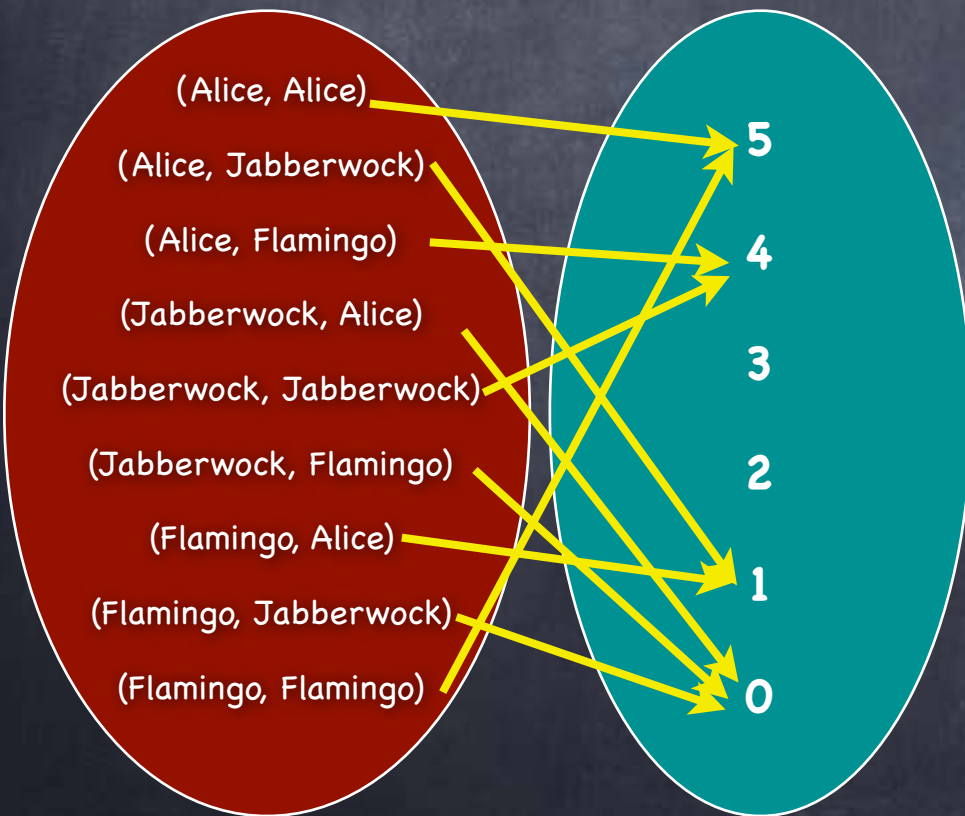 (Alice, Alice)
(Alice, Jabberwock)
(Alice, Flamingo)
(Jabberwock, Alice)
(Jabberwock, Jabberwock)
(Jabberwock, Flamingo)
(Flamingo, Alice)
(Flamingo, Jabberwock)
(Flamingo, Flamingo)
5
4
3
2
1
0